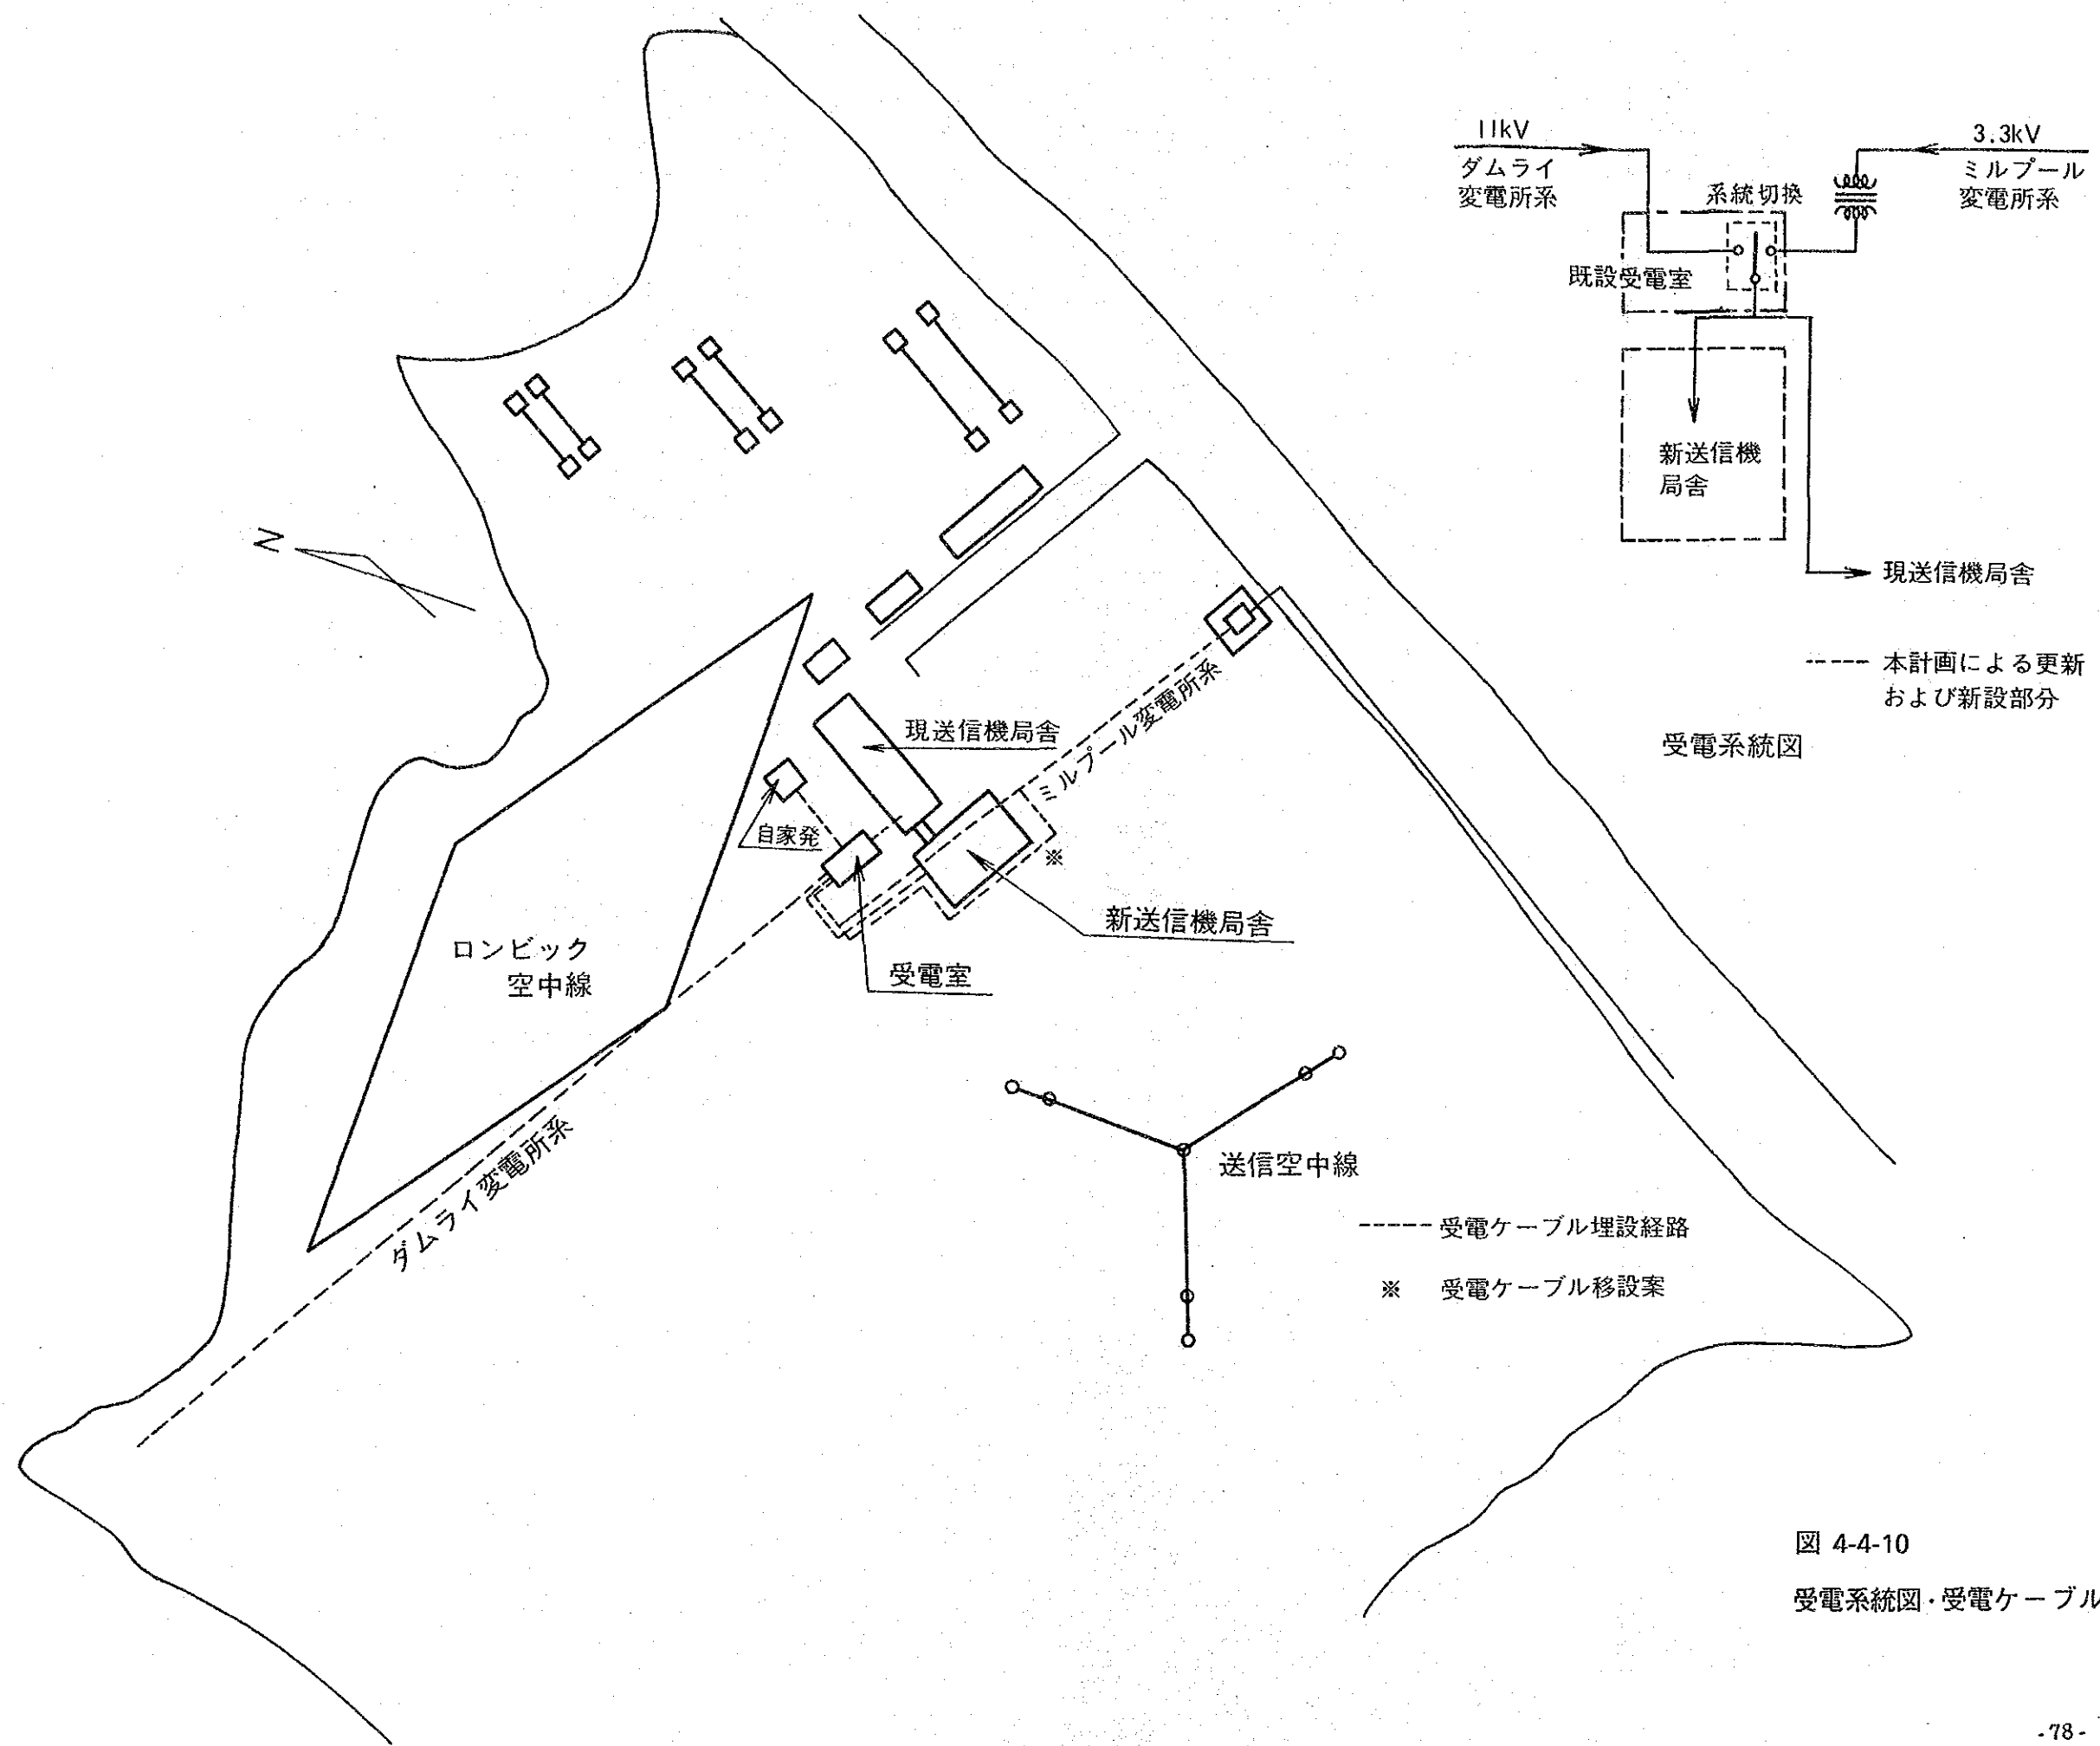 11kV
ダムライ
変電所系
3.3kV
ミルプール
変電所系
系統切換
既設受電室
新送信機
局舎
現送信機局舎
----- 本計画による更新
および新設部分
受電系統図
N
ミルプール変電所系
現送信機局舎
自家発
※
新送信機局舎
受電室
ロンビック
空中線
ダムライ変電所系
送信空中線
----- 受電ケーブル埋設経路
※ 受電ケーブル移設案
図 4-4-10
受電系統図・受電ケーブル
-78-